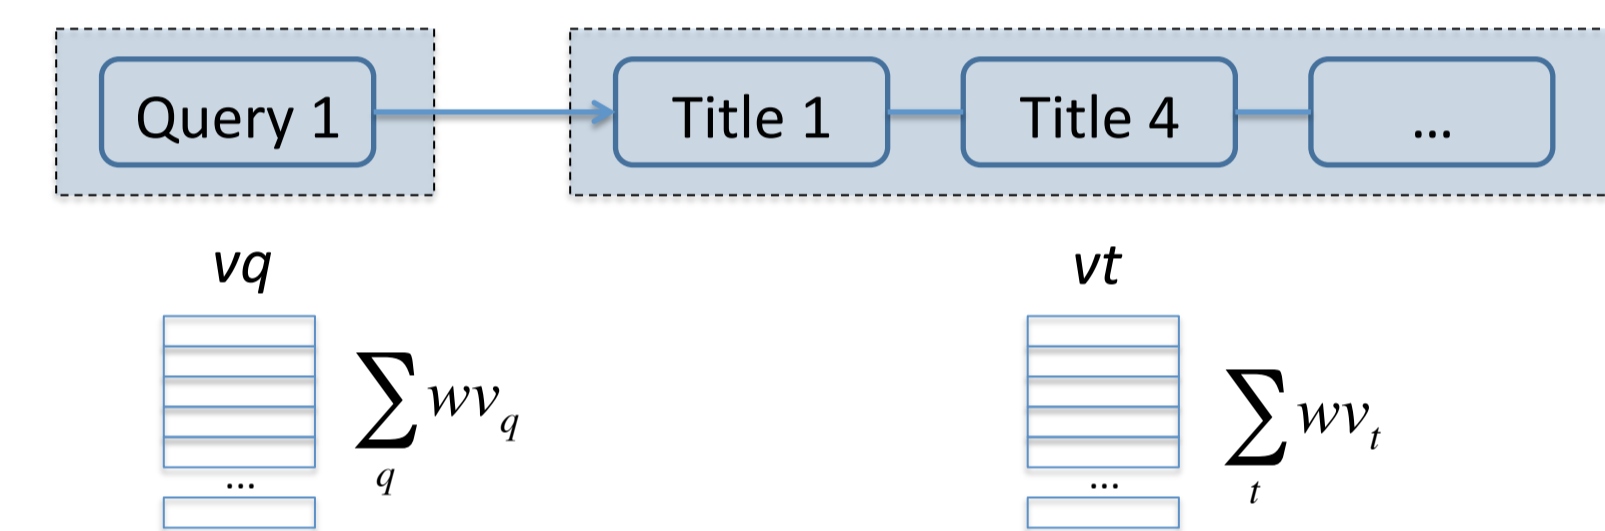 Query 1 Title 1 Title 4 ...
vq vt
∑ wv_q ∑ wv_t
q t
... ...